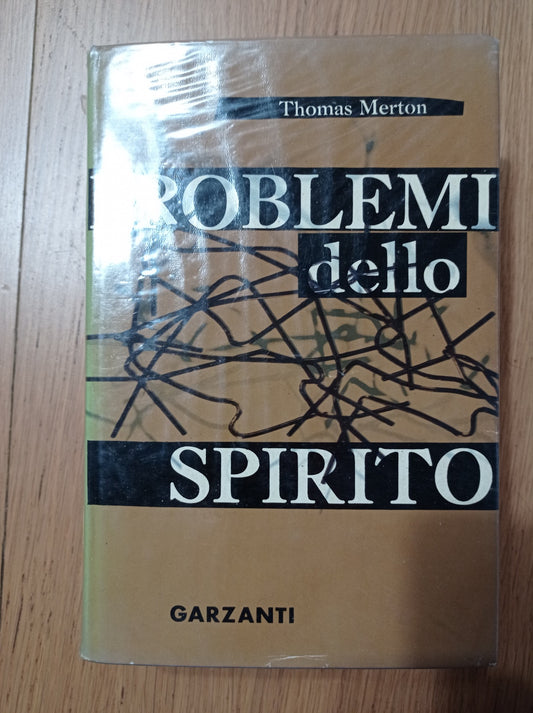 Thomas Merton
PROBLEMI
dello
SPIRITO
GARZANTI